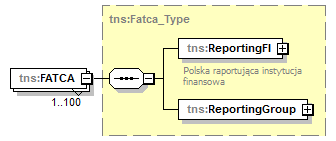 tns:Fatca_Type
tns:ReportingFI
Polska raportująca instytucja
finansowa
tns:FATCA
1..100
tns:ReportingGroup